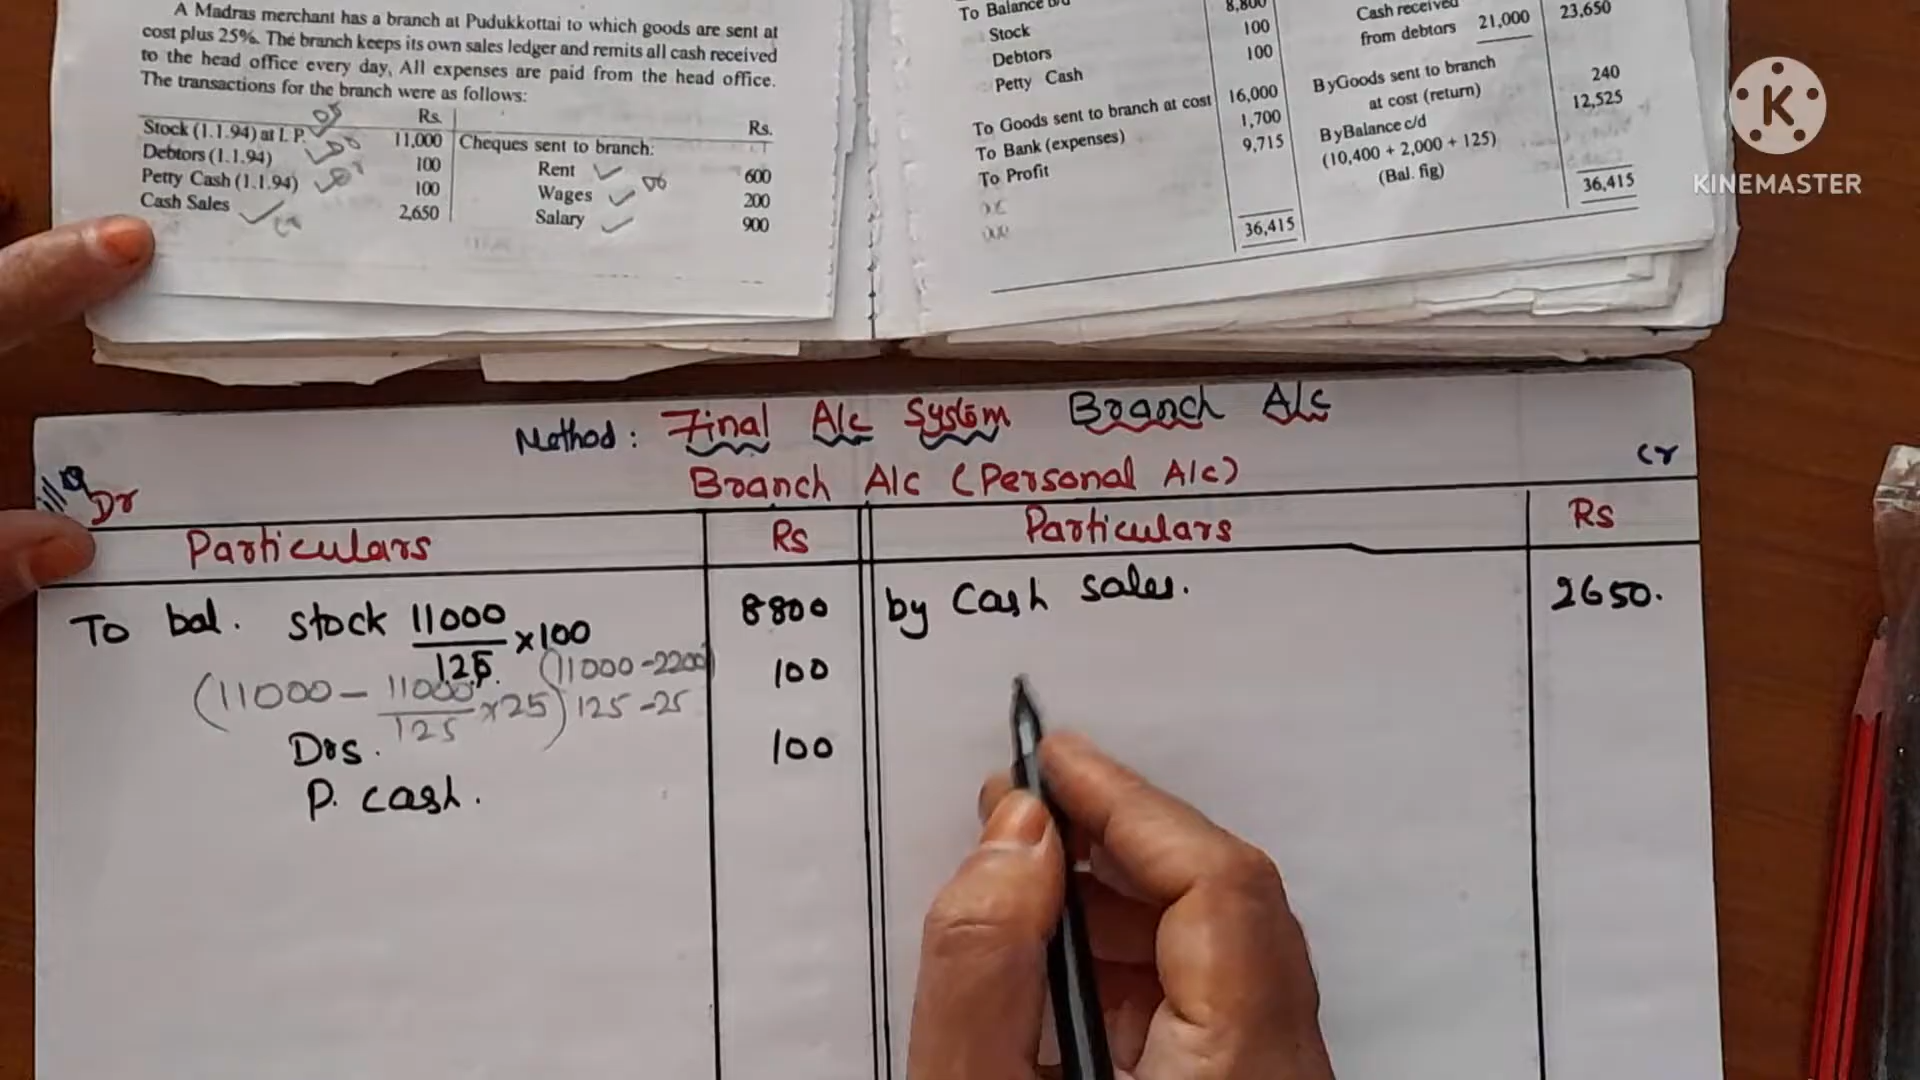 A Madras merchant has a branch at Pudukkottai to which goods are sent at
cost plus 25%. The branch keeps its own sales ledger and remits all cash received
to the head office every day, All expenses are paid from the head office.
The transactions for the branch were as follows:
Rs.
Rs.
Stock (1.1.94) at I. P. 11,000 Cheques sent to branch:
Debtors (1.1.94) 100 Rent 600
Petty Cash (1.1.94) 100 Wages 200
Cash Sales 2,650 Salary 900
To Balance b/d
Stock 8,800
Debtors 100
Petty Cash 100
To Goods sent to branch at cost 16,000
To Bank (expenses) 1,700
To Profit 9,715
36,415
Cash received
from debtors 21,000 23,650
ByGoods sent to branch
at cost (return) 240
ByBalance c/d 12,525
(10,400 + 2,000 + 125)
(Bal. fig)
36,415
K
KINEMASTER
Method: Final A/c System Branch A/c
Branch A/c (Personal A/c)
Dr
Cr
Particulars Rs Particulars Rs
To bal. stock 11000/125 ×100 8800 by Cash sales. 2650.
(11000 - 11000/125 ×25) (11000-2200) 100
125-25
Drs. 100
P. cash.